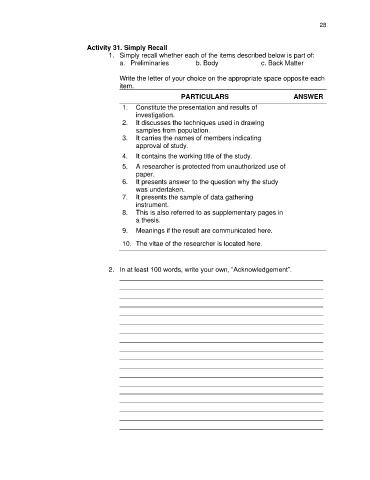 28
Activity 31. Simply Recall
1. Simply recall whether each of the items described below is part of:
a. Preliminaries b. Body c. Back Matter
Write the letter of your choice on the appropriate space opposite each
item.
PARTICULARS ANSWER
1. Constitute the presentation and results of
investigation.
2. It discusses the techniques used in drawing
samples from population.
3. It carries the names of members indicating
approval of study.
4. It contains the working title of the study.
5. A researcher is protected from unauthorized use of
paper.
6. It presents answer to the question why the study
was undertaken.
7. It presents the sample of data gathering
instrument.
8. This is also referred to as supplementary pages in
a thesis.
9. Meanings if the result are communicated here.
10. The vitae of the researcher is located here.
2. In at least 100 words, write your own, “Acknowledgement”.